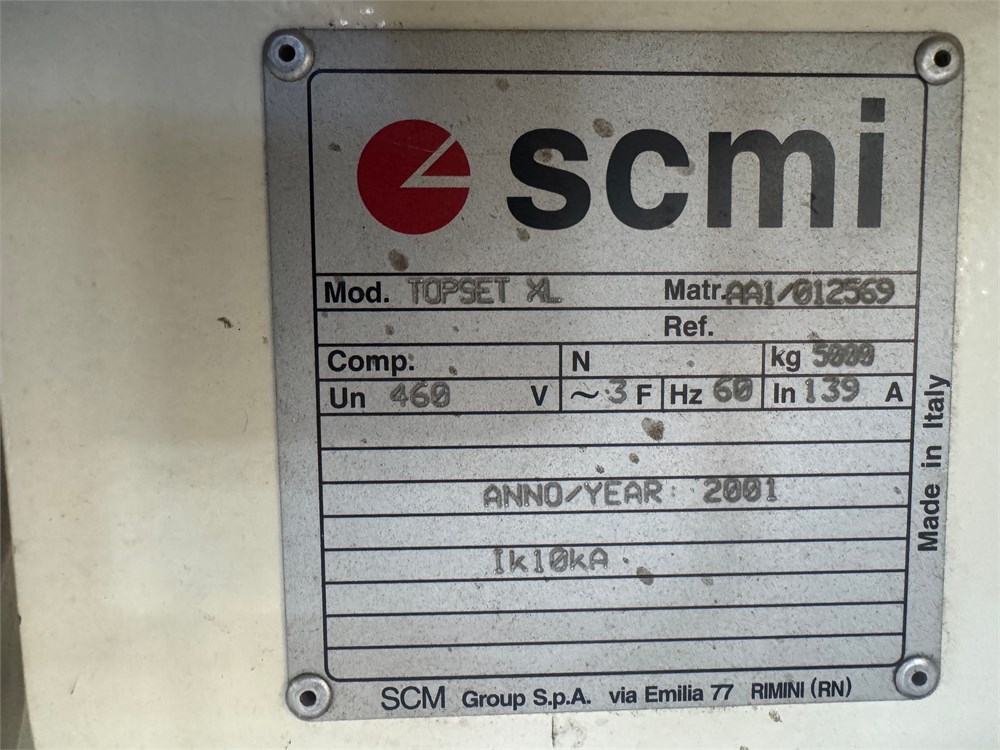 scmi
Mod. TOPSET XL Matr. AA1/012569
Ref.
Comp. N kg 5000
Un 460 V ~ 3 F Hz 60 In 139 A
ANNO/YEAR: 2001
Ik10kA
Made in Italy
SCM Group S.p.A. via Emilia 77 RIMINI (RN)